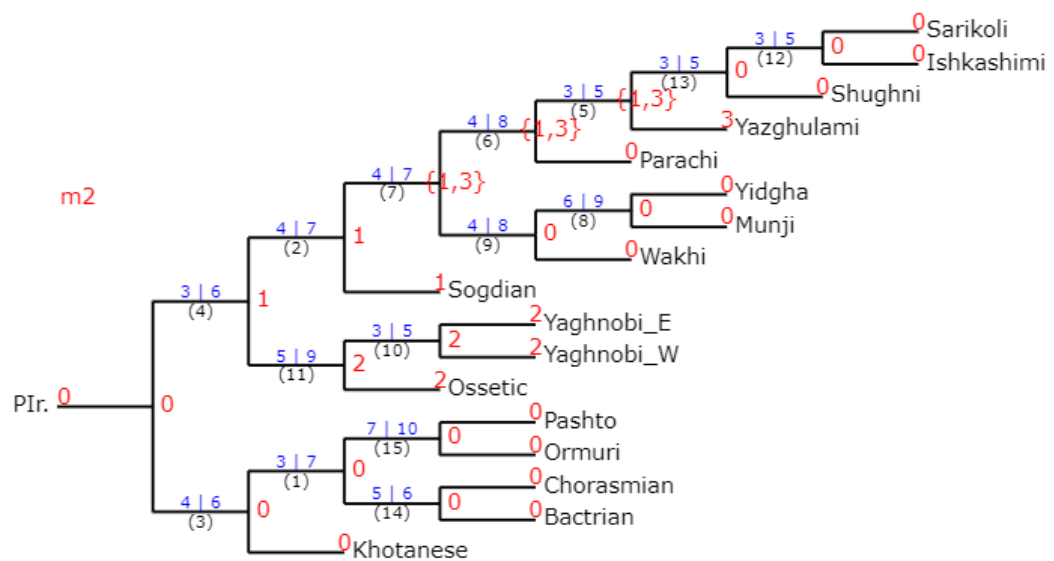 0 Sarikoli
3 | 5
(12)
0
0 Ishkashimi
3 | 5
(13)
0
0 Shughni
3 | 5
(5)
{1,3}
3 Yazghulami
4 | 8
(6)
{1,3}
0 Parachi
4 | 7
(7)
{1,3}
m2
0 Yidgha
6 | 9
(8)
0
0 Munji
4 | 8
(9)
0
0 Wakhi
4 | 7
(2)
1
1 Sogdian
3 | 6
(4)
1
2 Yaghnobi_E
3 | 5
(10)
2
2 Yaghnobi_W
5 | 9
(11)
2
2 Ossetic
PIr. 0
0
0 Pashto
7 | 10
(15)
0
0 Ormuri
3 | 7
(1)
0
0 Chorasmian
5 | 6
(14)
0
0 Bactrian
4 | 6
(3)
0
0 Khotanese